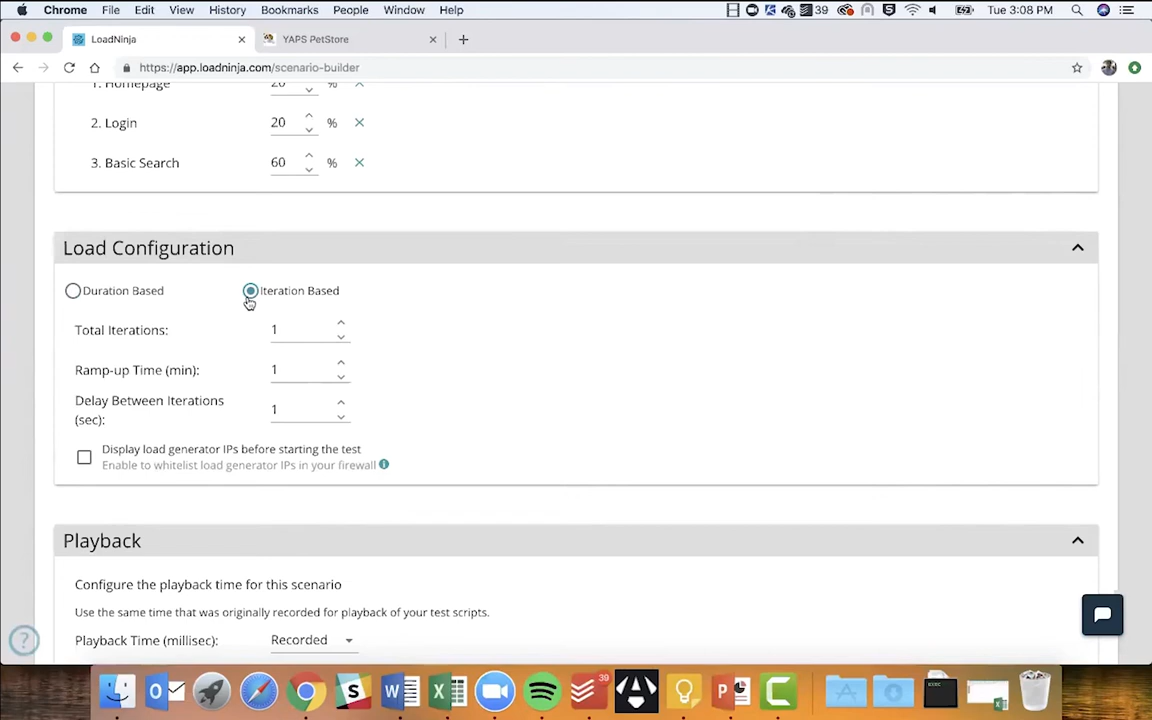 Chrome File Edit View History Bookmarks People Window Help 39 Tue 3:08 PM
LoadNinja YAPS PetStore
https://app.loadninja.com/scenario-builder
1. Homepage 20 %
2. Login 20 %
3. Basic Search 60 %
Load Configuration
Duration Based Iteration Based
Total Iterations: 1
Ramp-up Time (min): 1
Delay Between Iterations
(sec): 1
Display load generator IPs before starting the test
Enable to whitelist load generator IPs in your firewall
Playback
Configure the playback time for this scenario
Use the same time that was originally recorded for playback of your test scripts.
Playback Time (millisec): Recorded
39
EXEC